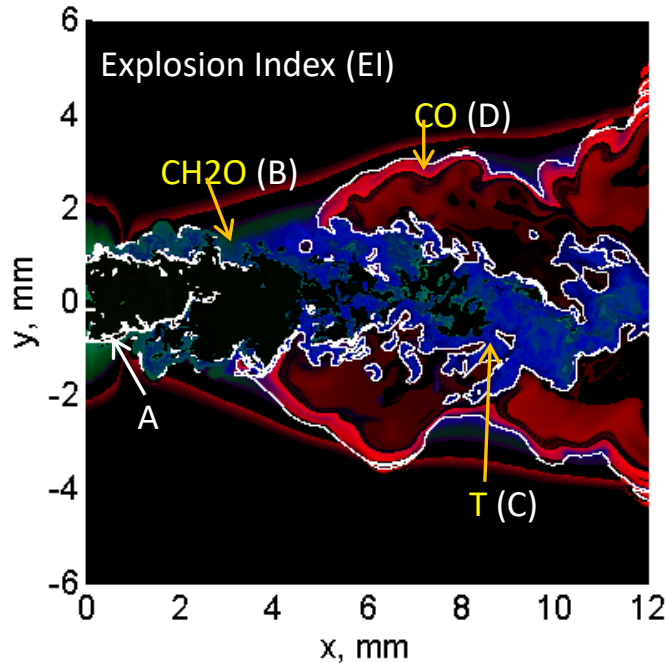 6
Explosion Index (EI)
4
CO (D)
CH2O (B)
2
y, mm
0
-2
A
-4
T (C)
-6
0 2 4 6 8 10 12
x, mm